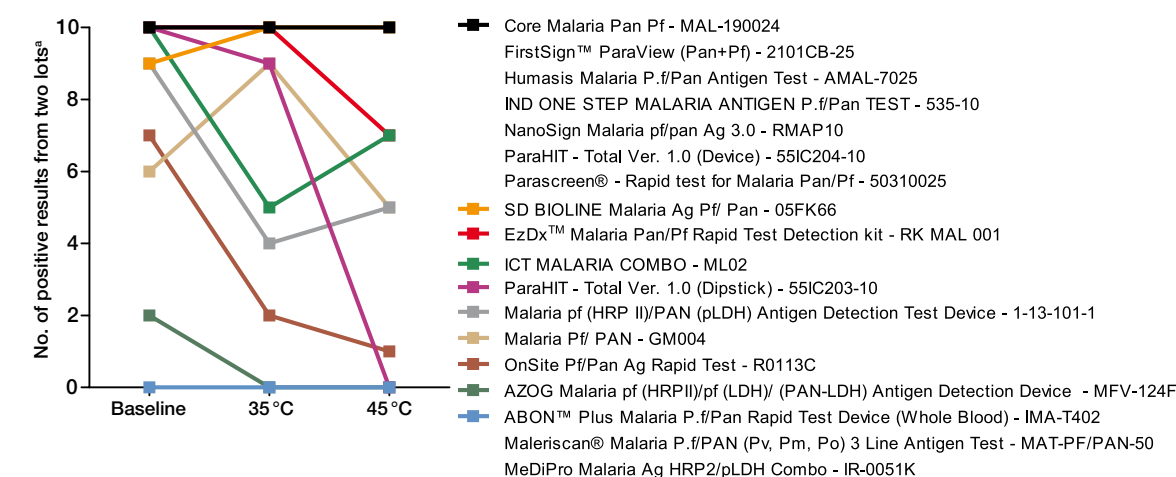 No. of positive results from two lotsª
10
8
6
4
2
0
Baseline
35 °C
45 °C
Core Malaria Pan Pf - MAL-190024
FirstSign™ ParaView (Pan+Pf) - 2101CB-25
Humasis Malaria P.f/Pan Antigen Test - AMAL-7025
IND ONE STEP MALARIA ANTIGEN P.f/Pan TEST - 535-10
NanoSign Malaria pf/pan Ag 3.0 - RMAP10
ParaHIT - Total Ver. 1.0 (Device) - 55IC204-10
Parascreen® - Rapid test for Malaria Pan/Pf - 50310025
SD BIOLINE Malaria Ag Pf/ Pan - 05FK66
EzDx™ Malaria Pan/Pf Rapid Test Detection kit - RK MAL 001
ICT MALARIA COMBO - ML02
ParaHIT - Total Ver. 1.0 (Dipstick) - 55IC203-10
Malaria pf (HRP II)/PAN (pLDH) Antigen Detection Test Device - 1-13-101-1
Malaria Pf/ PAN - GM004
OnSite Pf/Pan Ag Rapid Test - R0113C
AZOG Malaria pf (HRPII)/pf (LDH)/ (PAN-LDH) Antigen Detection Device - MFV-124F
ABON™ Plus Malaria P.f/Pan Rapid Test Device (Whole Blood) - IMA-T402
Maleriscan® Malaria P.f/PAN (Pv, Pm, Po) 3 Line Antigen Test - MAT-PF/PAN-50
MeDiPro Malaria Ag HRP2/pLDH Combo - IR-0051K